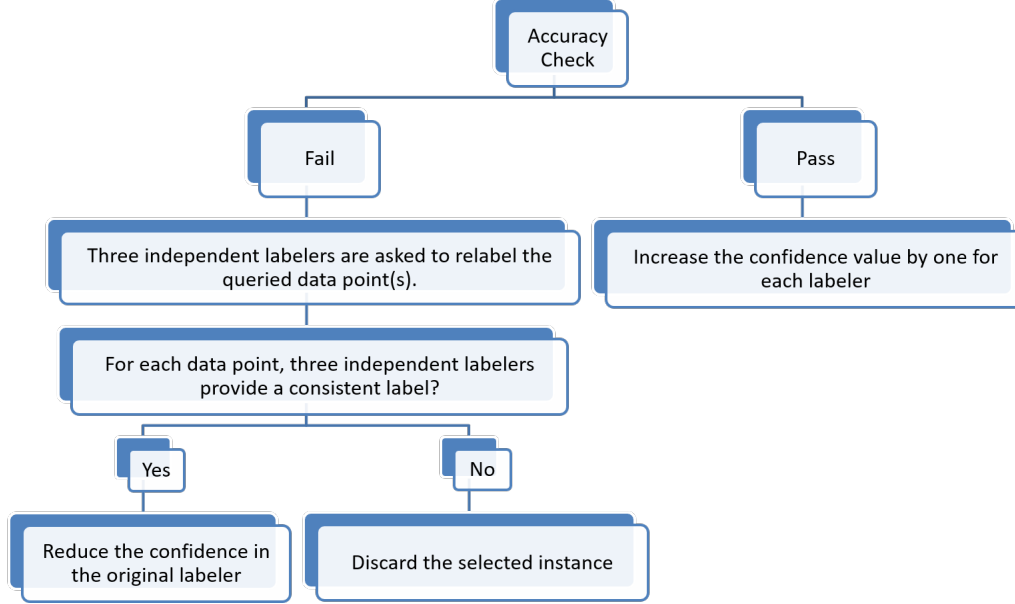 Accuracy
Check
Fail
Pass
Three independent labelers are asked to relabel the
queried data point(s).
Increase the confidence value by one for
each labeler
For each data point, three independent labelers
provide a consistent label?
Yes
No
Reduce the confidence in
the original labeler
Discard the selected instance